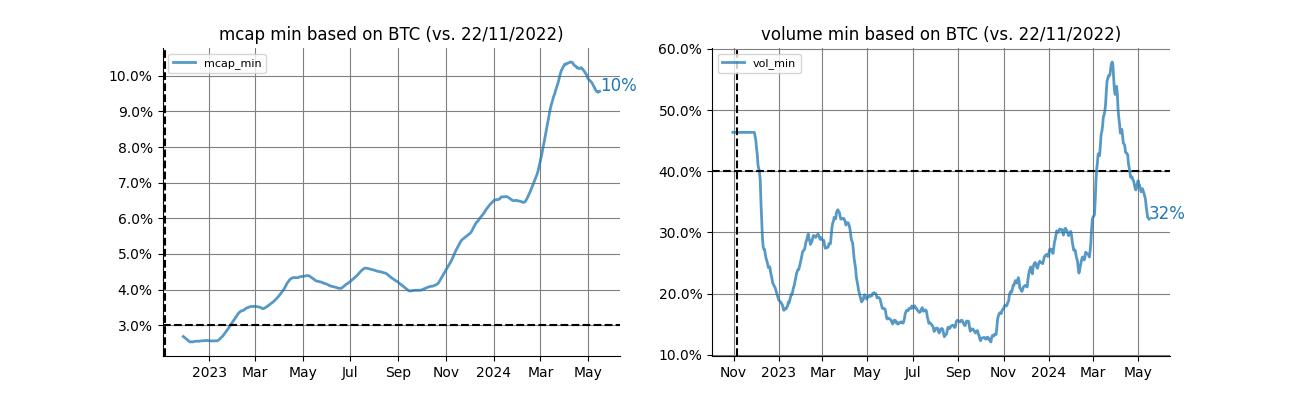 mcap min based on BTC (vs. 22/11/2022)
mcap_min
10.0%
9.0%
8.0%
7.0%
6.0%
5.0%
4.0%
3.0%
10%
2023 Mar May Jul Sep Nov 2024 Mar May
volume min based on BTC (vs. 22/11/2022)
vol_min
60.0%
50.0%
40.0%
30.0%
20.0%
10.0%
32%
Nov 2023 Mar May Jul Sep Nov 2024 Mar May